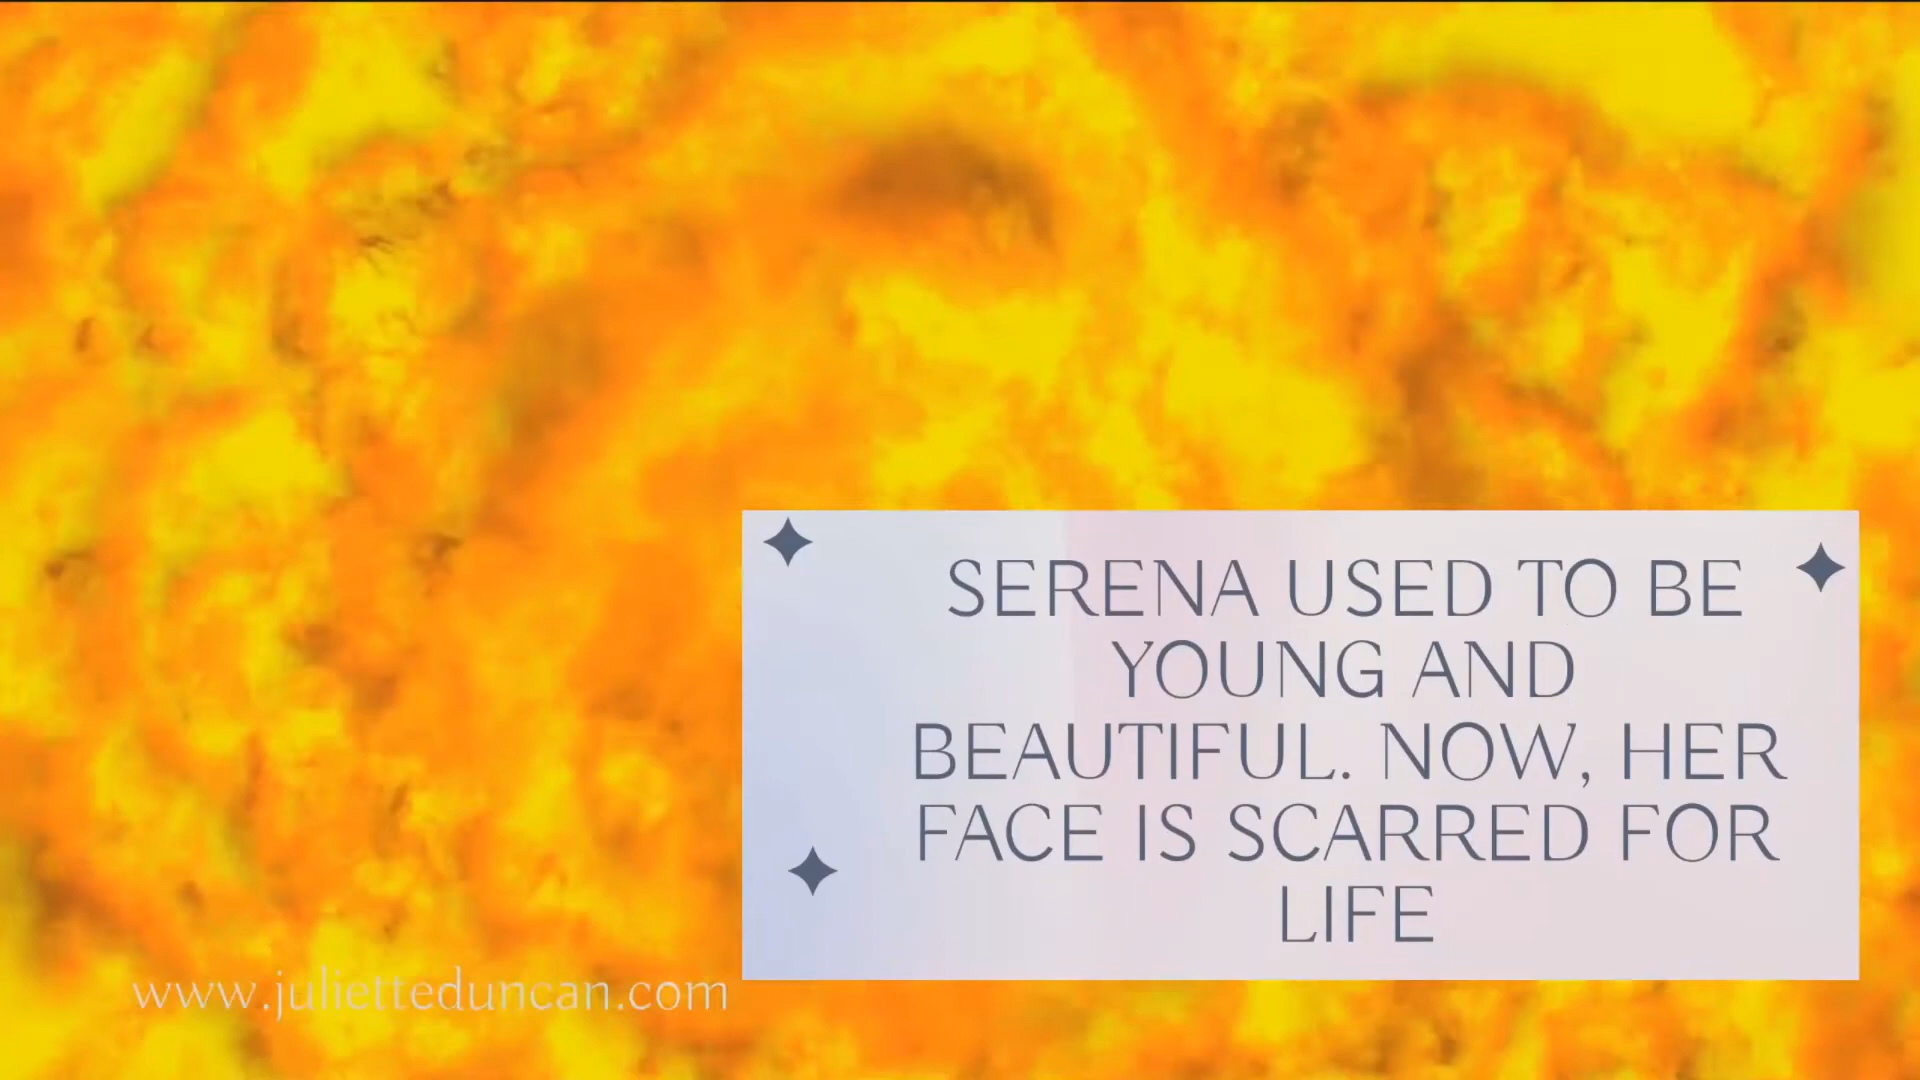 SERENA USED TO BE
YOUNG AND
BEAUTIFUL. NOW, HER
FACE IS SCARRED FOR
LIFE
www.julietteduncan.com